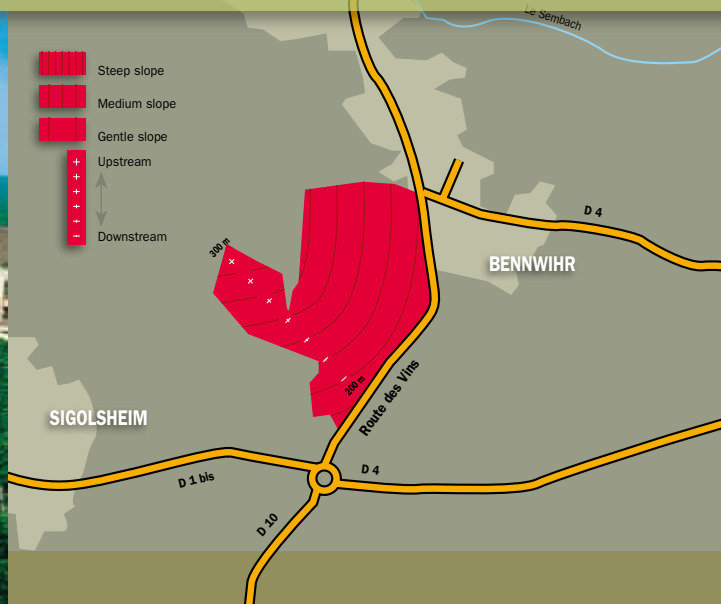 Le Sembach
Steep slope
Medium slope
Gentle slope
Upstream
Downstream
300 m
D 4
BENNWIHR
200 m
Route des Vins
SIGOLSHEIM
D 4
D 1 bis
D 10